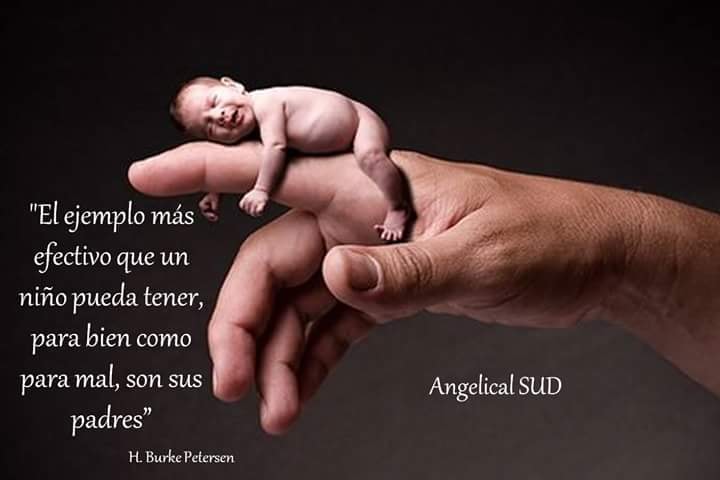 "El ejemplo más
efectivo que un
niño pueda tener,
para bien como
para mal, son sus
padres”
H. Burke Petersen
Angelical SUD